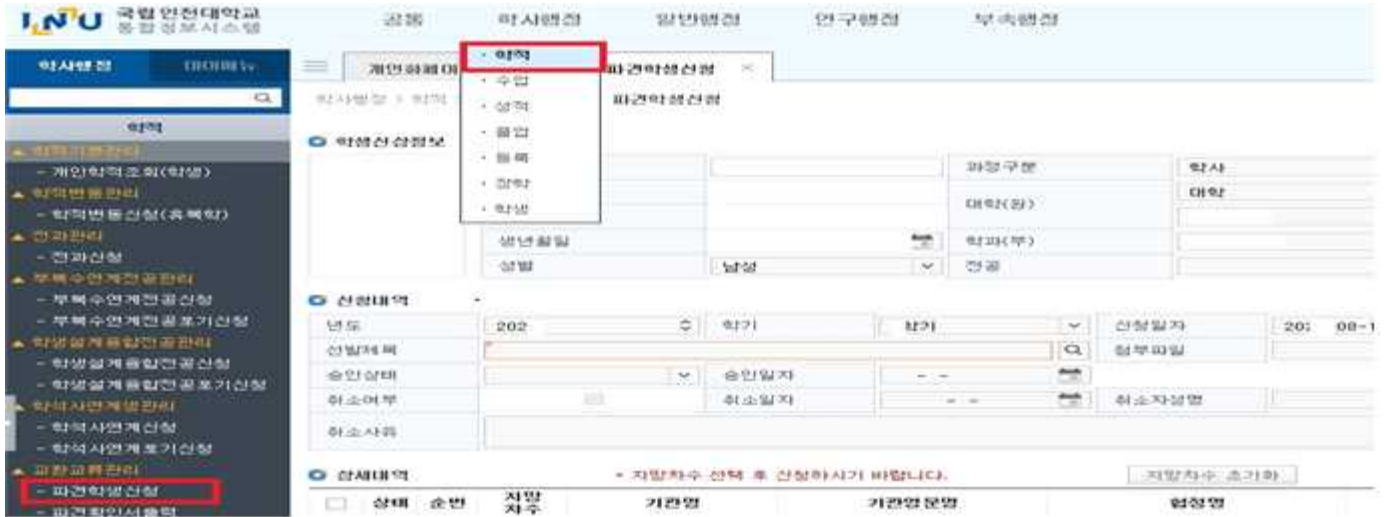 INU 국립 인천대학교
통합정보시스템
공통 학사행정 일반행정 연구행정 부속행정
학사행정 마이메뉴
학적
수업
성적
졸업
등록
장학
학생
개인화페이 파견학생신청
학사행정 > 학적 파견학생신청
학적
학적기본관리
- 개인학적조회(학생)
학적변동관리
- 학적변동신청(휴복학)
전과관리
- 전과신청
부복수연계전공관리
- 부복수연계전공신청
- 부복수연계전공포기신청
학생설계융합전공관리
- 학생설계융합전공신청
- 학생설계융합전공포기신청
학석사연계생관리
- 학석사연계신청
- 학석사연계포기신청
교환교류관리
- 파견학생신청
- 파견확인서출력
학생신상정보
과정구분 학사
대학(원) 대학
생년월일 학과(부)
성별 남성 전공
신청내역
년도 202 학기 학기 신청일자 202 08-1
선발제목 첨부파일
승인상태 승인일자 - -
취소여부 취소일자 - - 취소자성명
취소사유
상세내역 * 지망차수 선택 후 신청하시기 바랍니다. 지망차수 초기화
상태 순번 지망차수 기관명 기관영문명 협정명